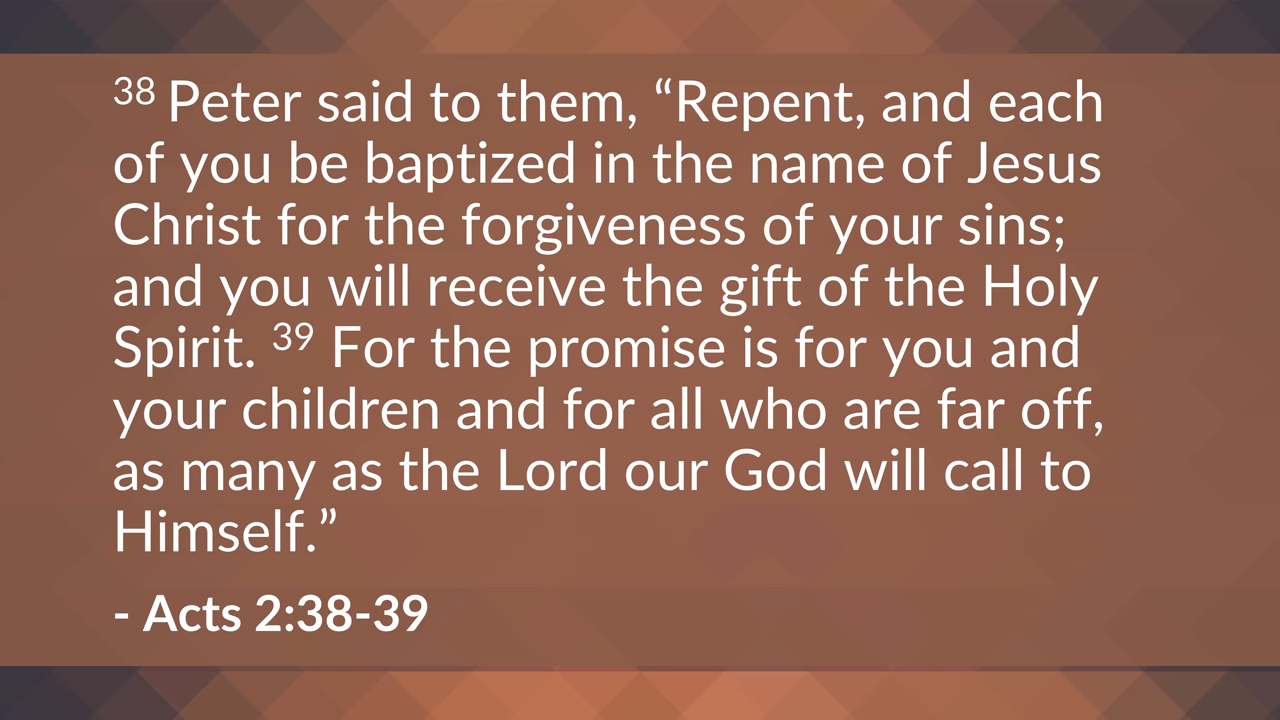 38 Peter said to them, “Repent, and each
of you be baptized in the name of Jesus
Christ for the forgiveness of your sins;
and you will receive the gift of the Holy
Spirit. 39 For the promise is for you and
your children and for all who are far off,
as many as the Lord our God will call to
Himself.”
- Acts 2:38-39